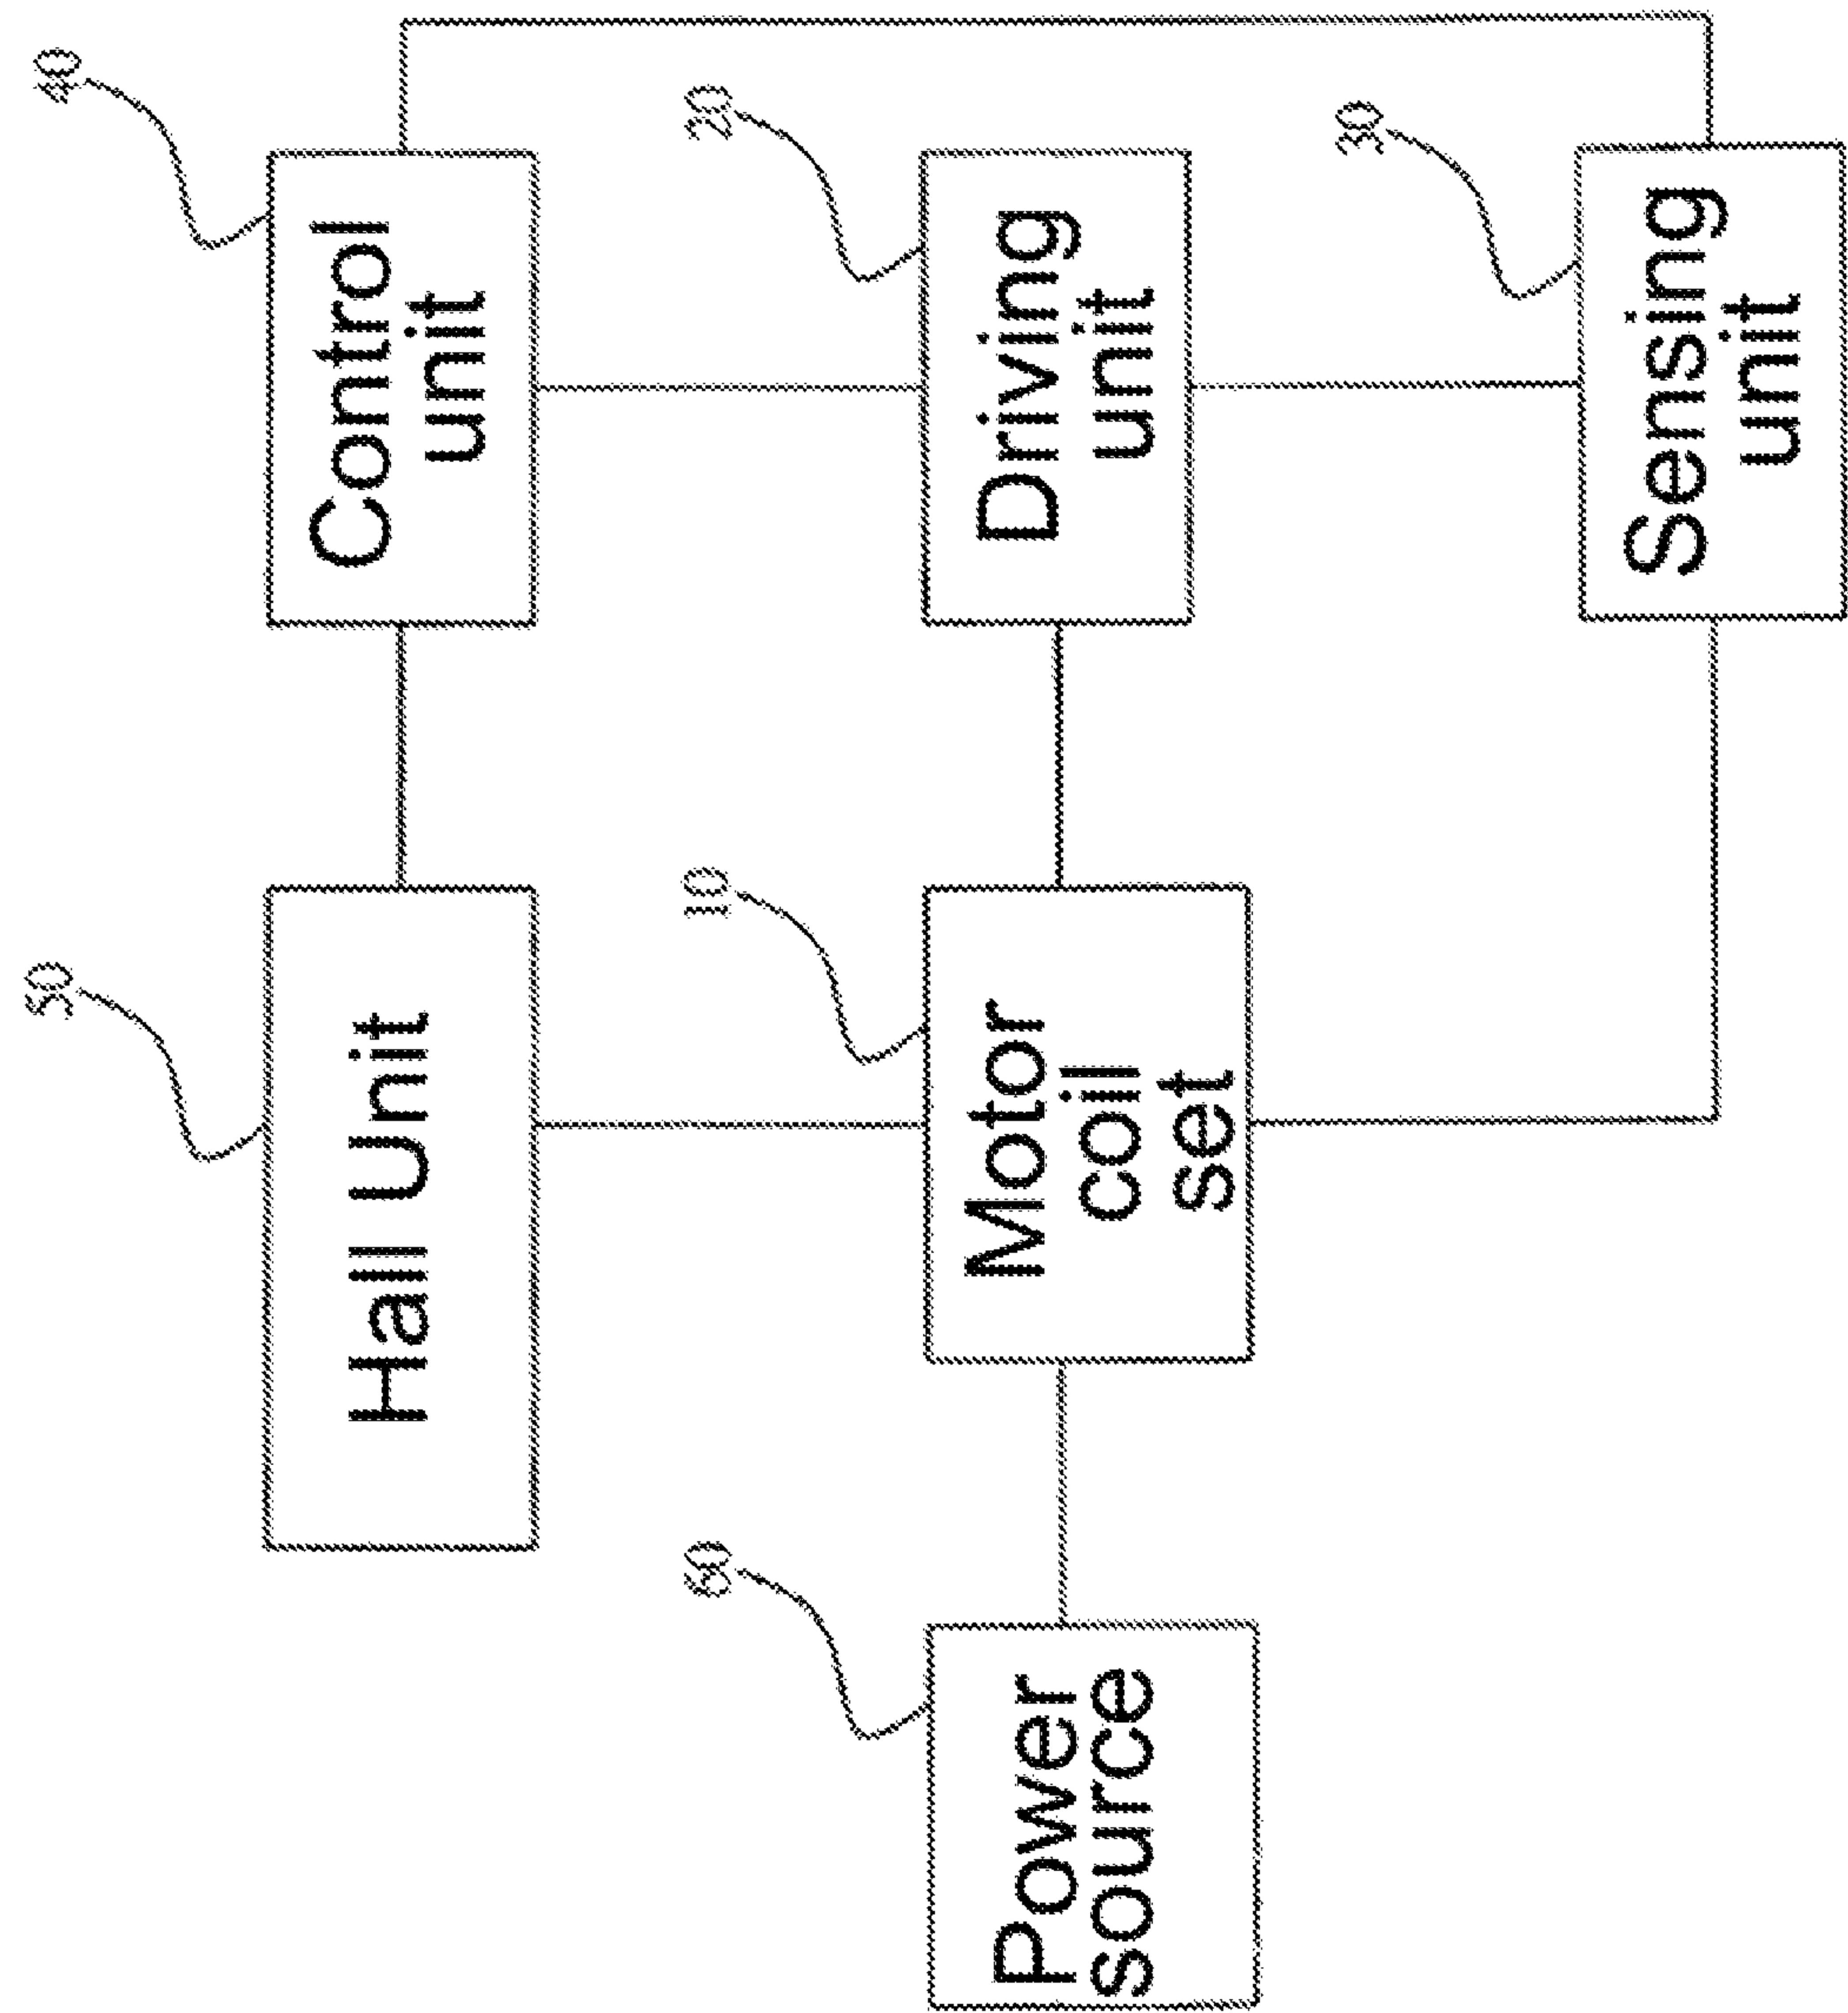 50
Hall Unit
40
Control
unit
60
Power
source
10
Motor
coil
set
20
Driving
unit
30
Sensing
unit